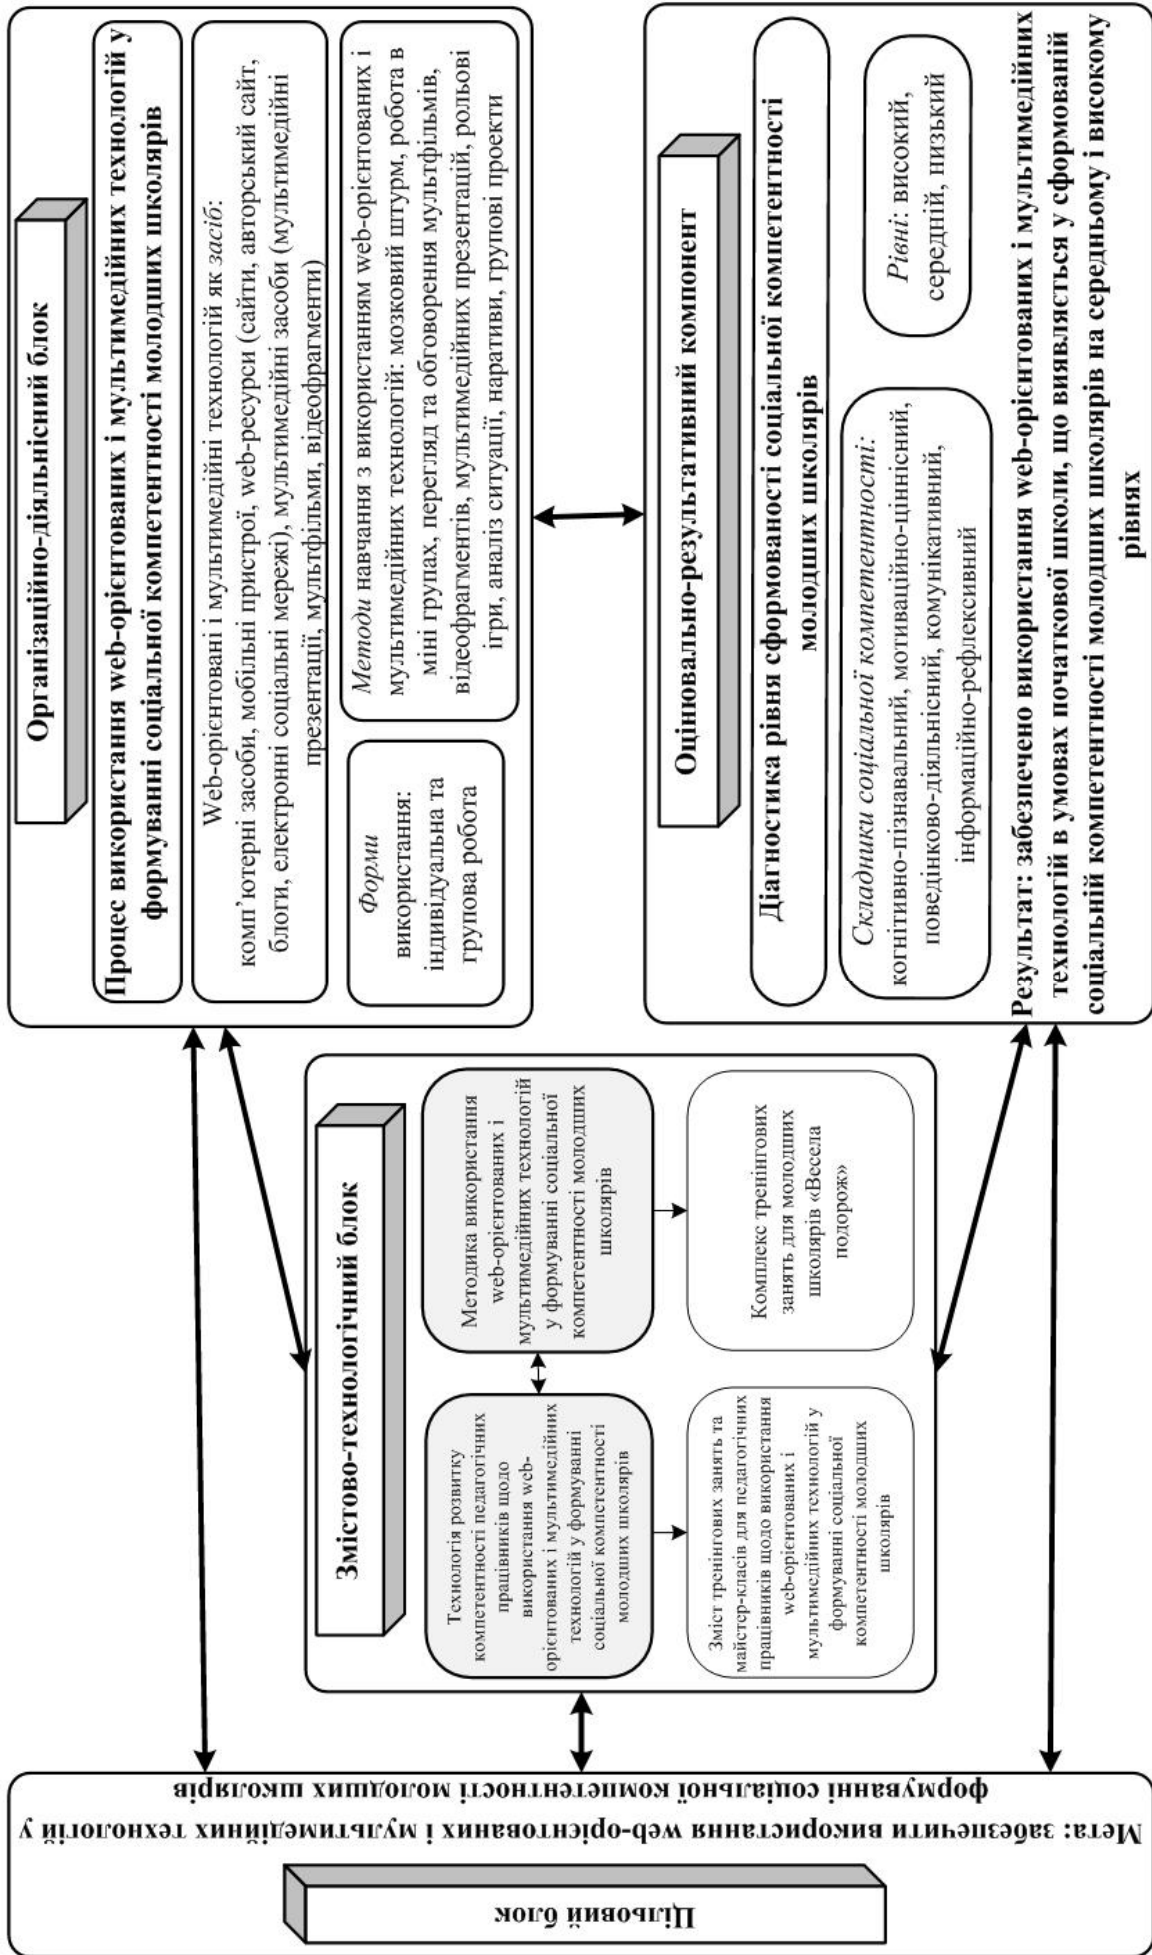 Цільовий блок
Мета: забезпечити використання web-орієнтованих і мультимедійних технологій у
формуванні соціальної компетентності молодших школярів
Змістово-технологічний блок
Технологія розвитку
компетентності педагогічних
працівників щодо
використання web-
орієнтованих і мультимедійних
технологій у формуванні
соціальної компетентності
молодших школярів
Методика використання
web-орієнтованих і
мультимедійних технологій
у формуванні соціальної
компетентності молодших
школярів
Зміст тренінгових занять та
майстер-класів для педагогічних
працівників щодо використання
web-орієнтованих і
мультимедійних технологій у
формуванні соціальної
компетентності молодших
школярів
Комплекс тренінгових
занять для молодших
школярів «Весела
подорож»
Організаційно-діяльнісний блок
Процес використання web-орієнтованих і мультимедійних технологій у
формуванні соціальної компетентності молодших школярів
Web-орієнтовані і мультимедійні технологій як засіб:
комп’ютерні засоби, мобільні пристрої, web-ресурси (сайти, авторський сайт,
блоги, електронні соціальні мережі), мультимедійні засоби (мультимедійні
презентації, мультфільми, відеофрагменти)
Форми
використання:
індивідуальна та
групова робота
Методи навчання з використанням web-орієнтованих і
мультимедійних технологій: мозковий штурм, робота в
міні групах, перегляд та обговорення мультфільмів,
відеофрагментів, мультимедійних презентацій, рольові
ігри, аналіз ситуації, наративи, групові проекти
Оцінювально-результативний компонент
Діагностика рівня сформованості соціальної компетентності
молодших школярів
Складники соціальної компетентності:
когнітивно-пізнавальний, мотиваційно-ціннісний,
поведінково-діяльнісний, комунікативний,
інформаційно-рефлексивний
Рівні: високий,
середній, низький
Результат: забезпечено використання web-орієнтованих і мультимедійних
технологій в умовах початкової школи, що виявляється у сформованій
соціальній компетентності молодших школярів на середньому і високому
рівнях